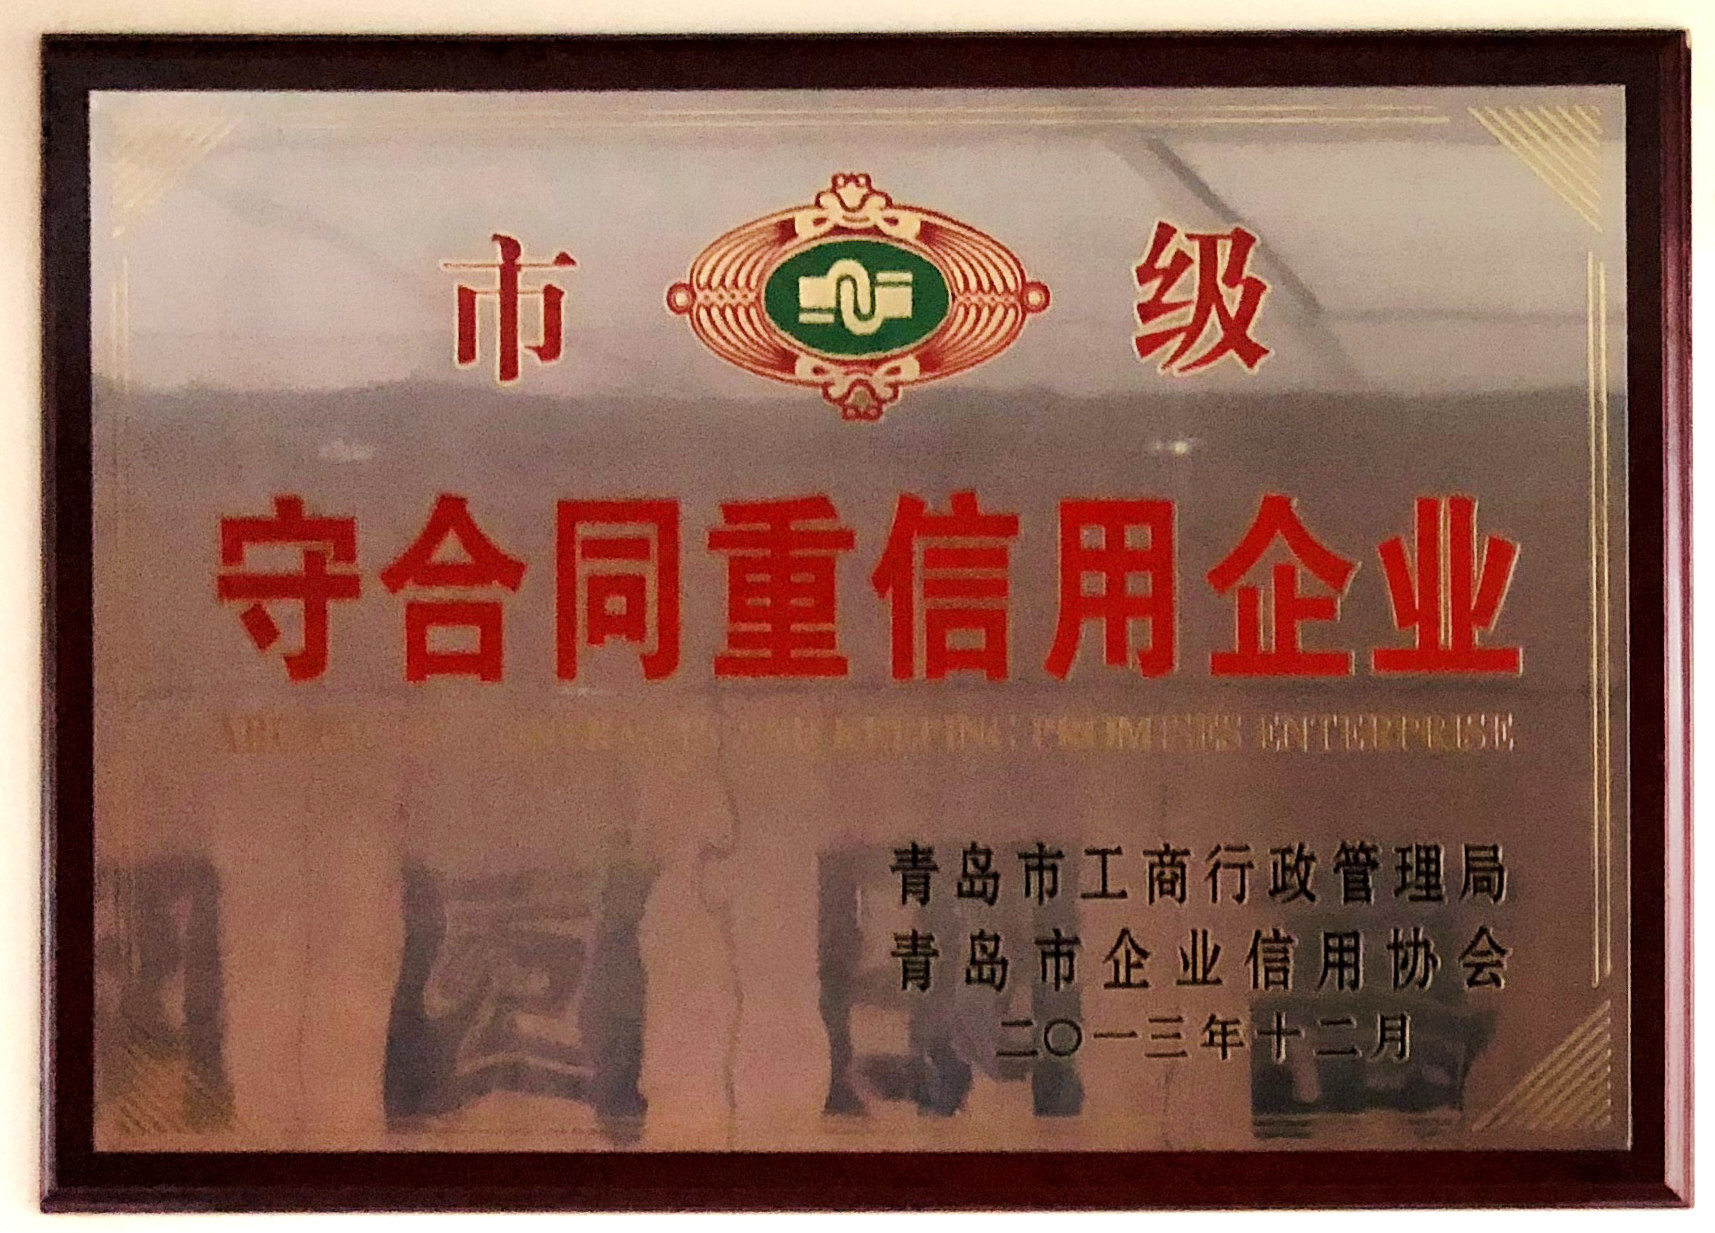 市 级
守合同重信用企业
KEEPING PROMISES ENTERPRISE
青岛市工商行政管理局
青岛市企业信用协会
二〇一三年十二月